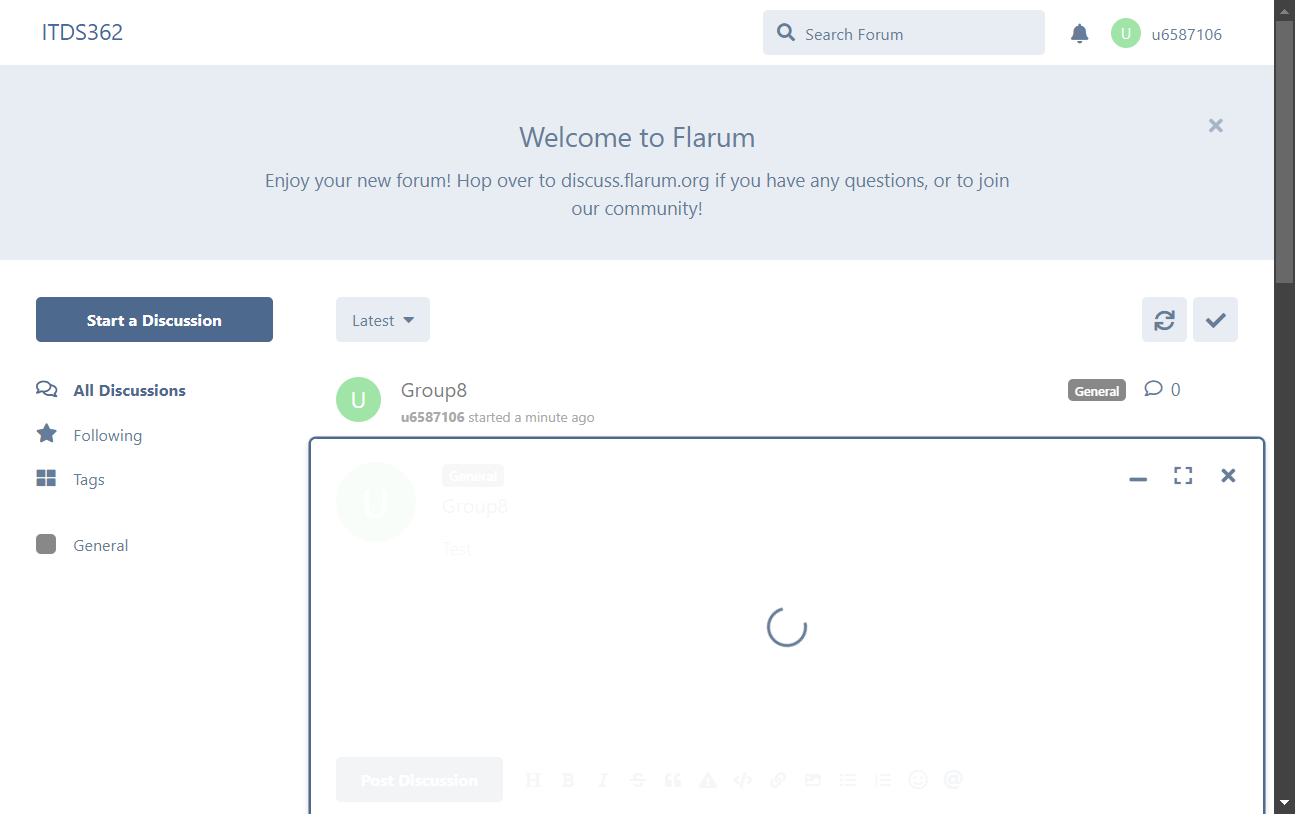 ITDS362
Search Forum
U
u6587106
Welcome to Flarum
Enjoy your new forum! Hop over to discuss.flarum.org if you have any questions, or to join
our community!
Start a Discussion
Latest
All Discussions
Following
Tags
General
U
Group8
General
0
u6587106 started a minute ago
U
General
Group8
Test
Post Discussion